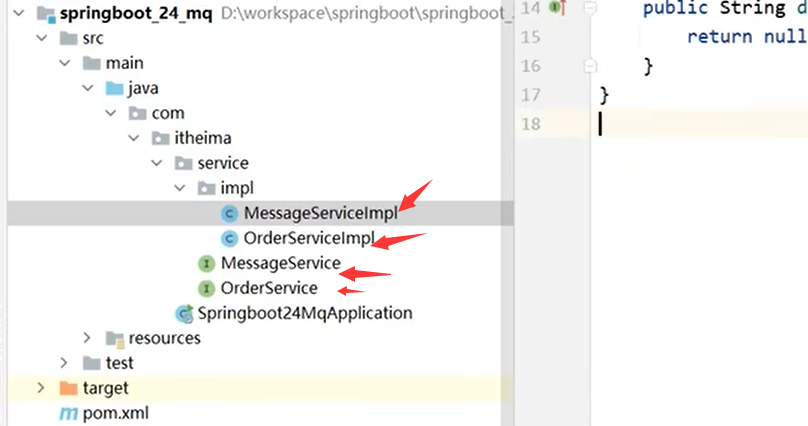 springboot_24_mq D:\workspace\springboot\springboot_
src
main
java
com
itheima
service
impl
MessageServiceImpl
OrderServiceImpl
MessageService
OrderService
Springboot24MqApplication
resources
test
target
pom.xml
14 public String d
15 return null
16 }
17 }
18